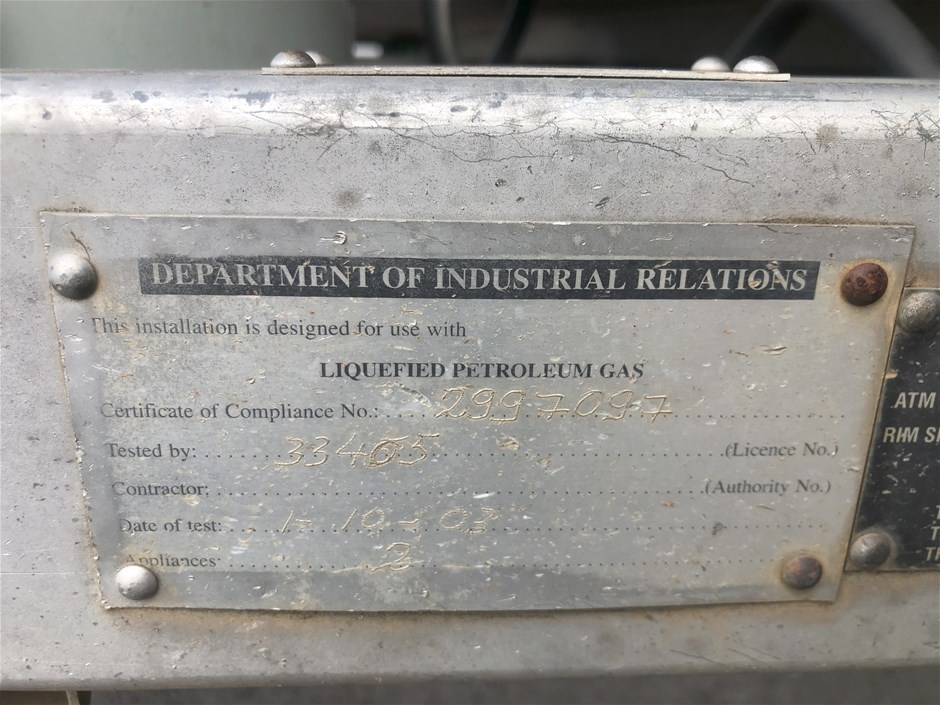 DEPARTMENT OF INDUSTRIAL RELATIONS
This installation is designed for use with
LIQUEFIED PETROLEUM GAS
Certificate of Compliance No.: .... 2997097
Tested by: ........ 33405 ........ (Licence No.)
Contractor: ........ (Authority No.)
Date of test: .... 1-10-03
Appliances ........ 2
ATM